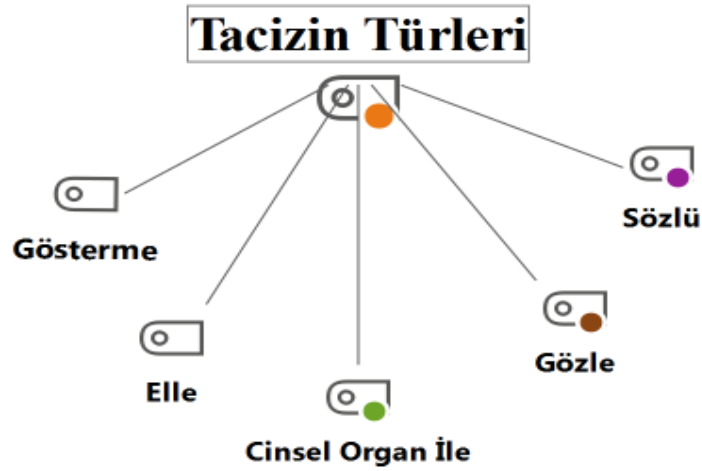 Tacizin Türleri
Gösterme
Elle
Cinsel Organ İle
Gözle
Sözlü